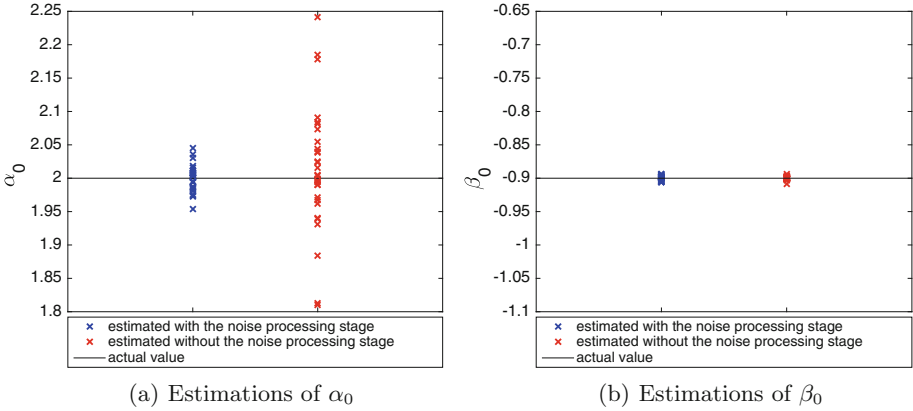 2.25
2.2
2.15
2.1
2.05
2
1.95
1.9
1.85
1.8
α0
estimated with the noise processing stage
estimated without the noise processing stage
actual value
(a) Estimations of α0
-0.65
-0.7
-0.75
-0.8
-0.85
-0.9
-0.95
-1
-1.05
-1.1
β0
estimated with the noise processing stage
estimated without the noise processing stage
actual value
(b) Estimations of β0